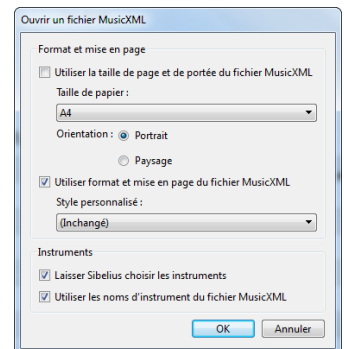 Ouvrir un fichier MusicXML
Format et mise en page
Utiliser la taille de page et de portée du fichier MusicXML
Taille de papier :
A4
Orientation : Portrait
Paysage
Utiliser format et mise en page du fichier MusicXML
Style personnalisé :
(Inchangé)
Instruments
Laisser Sibelius choisir les instruments
Utiliser les noms d'instrument du fichier MusicXML
OK Annuler